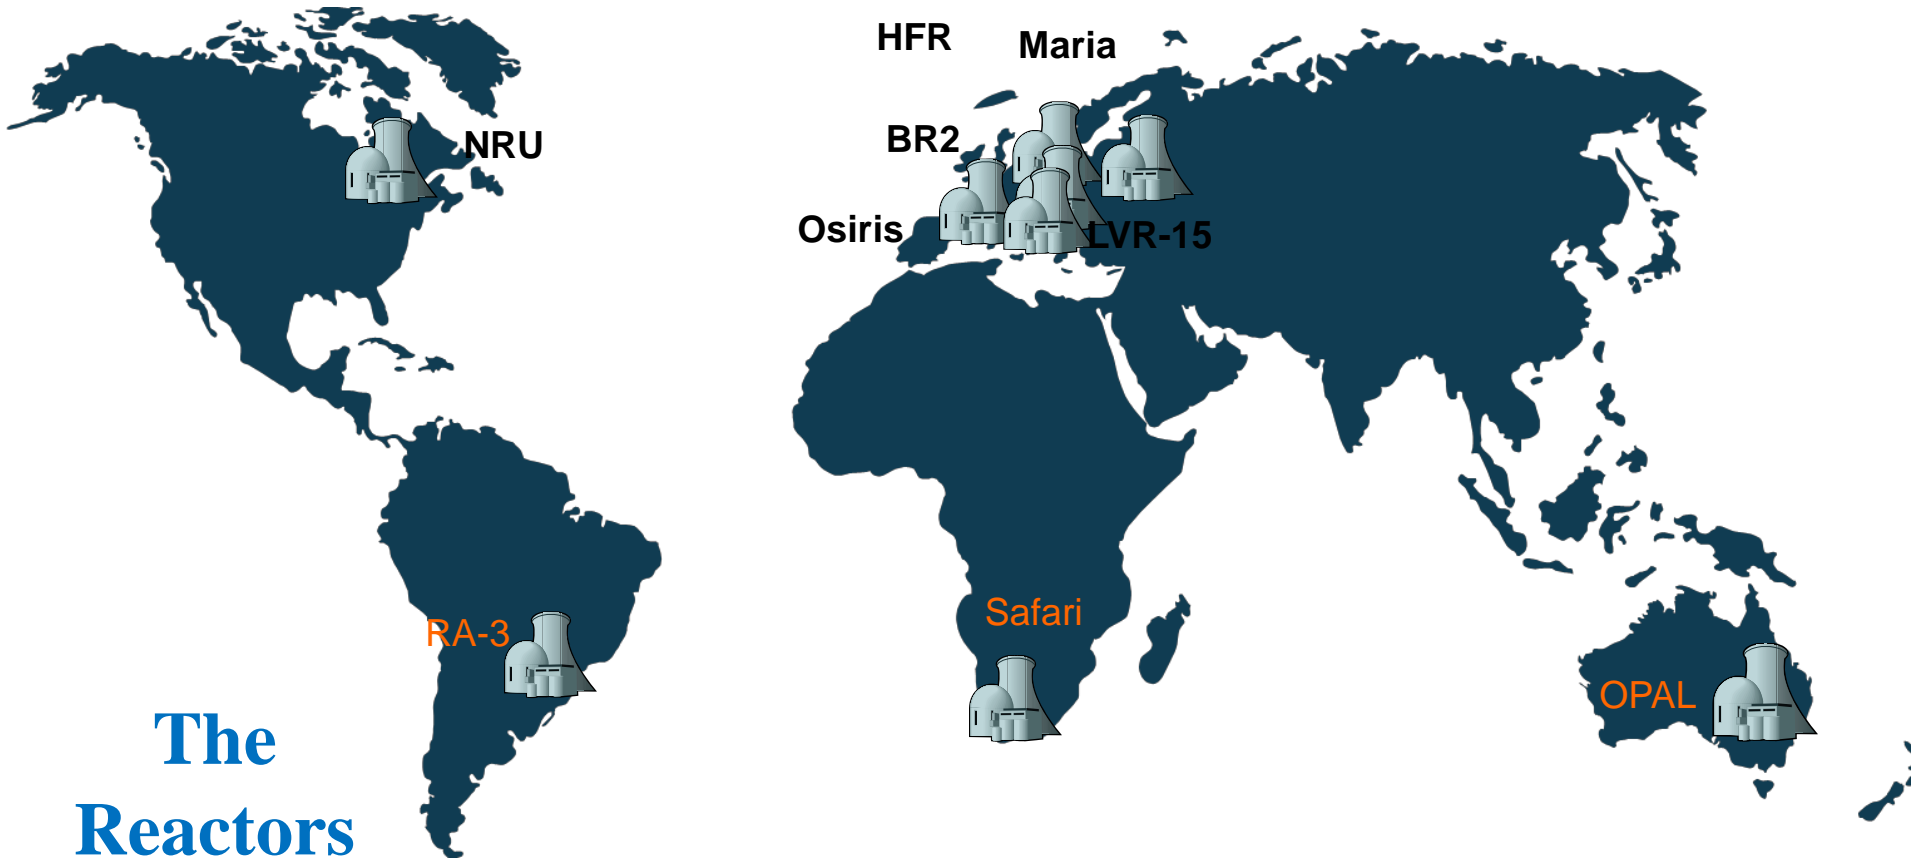 HFR
Maria
NRU
BR2
Osiris
LVR-15
Safari
RA-3
OPAL
The
Reactors